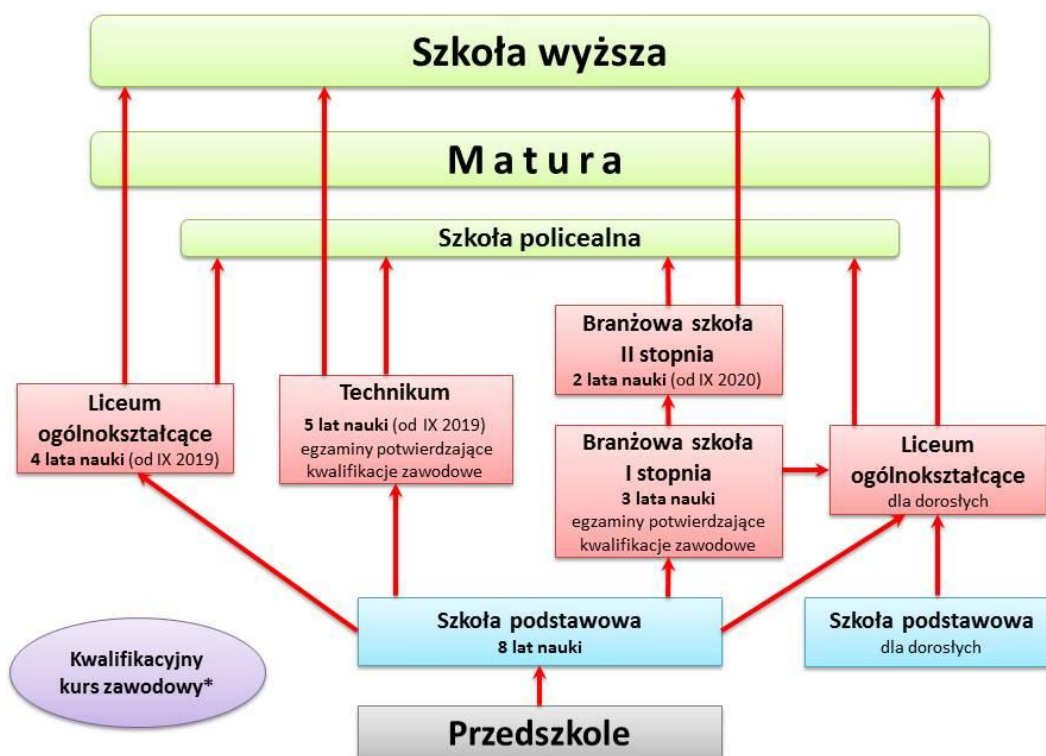 Szkoła wyższa
Matura
Szkoła policealna
Branżowa szkoła
II stopnia
2 lata nauki (od IX 2020)
Liceum
ogólnokształcące
4 lata nauki (od IX 2019)
Technikum
5 lat nauki (od IX 2019)
egzaminy potwierdzające
kwalifikacje zawodowe
Branżowa szkoła
I stopnia
3 lata nauki
egzaminy potwierdzające
kwalifikacje zawodowe
Liceum
ogólnokształcące
dla dorosłych
Szkoła podstawowa
8 lat nauki
Szkoła podstawowa
dla dorosłych
Kwalifikacyjny
kurs zawodowy*
Przedszkole